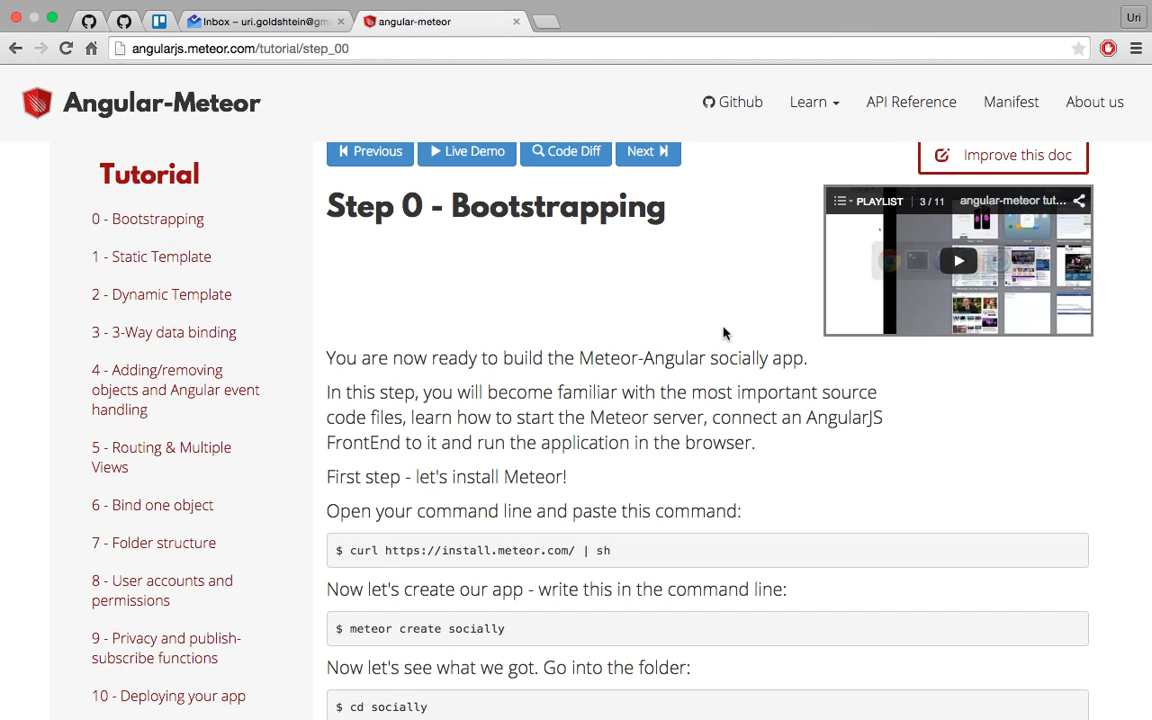 Inbox – uri.goldshtein@gm
angular-meteor
Uri
angularjs.meteor.com/tutorial/step_00
Angular-Meteor
Github
Learn
API Reference
Manifest
About us
Tutorial
0 - Bootstrapping
1 - Static Template
2 - Dynamic Template
3 - 3-Way data binding
4 - Adding/removing
objects and Angular event
handling
5 - Routing & Multiple
Views
6 - Bind one object
7 - Folder structure
8 - User accounts and
permissions
9 - Privacy and publish-
subscribe functions
10 - Deploying your app
Previous
Live Demo
Code Diff
Next
Improve this doc
Step 0 - Bootstrapping
PLAYLIST 3 / 11 angular-meteor tut...
You are now ready to build the Meteor-Angular socially app.
In this step, you will become familiar with the most important source
code files, learn how to start the Meteor server, connect an AngularJS
FrontEnd to it and run the application in the browser.
First step - let's install Meteor!
Open your command line and paste this command:
$ curl https://install.meteor.com/ | sh
Now let's create our app - write this in the command line:
$ meteor create socially
Now let's see what we got. Go into the folder:
$ cd socially